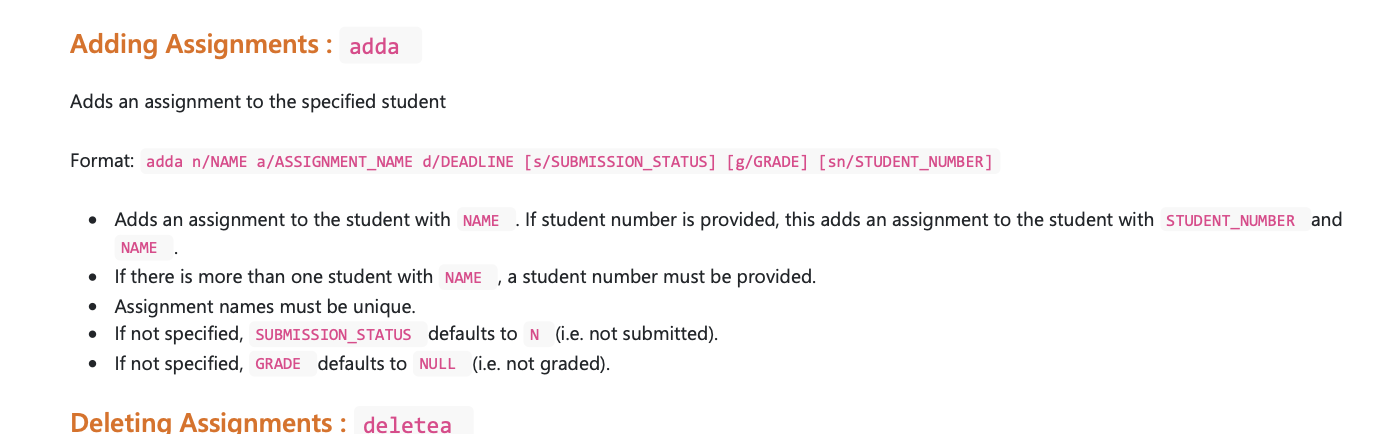 Adding Assignments : adda
Adds an assignment to the specified student
Format: adda n/NAME a/ASSIGNMENT_NAME d/DEADLINE [s/SUBMISSION_STATUS] [g/GRADE] [sn/STUDENT_NUMBER]
• Adds an assignment to the student with NAME . If student number is provided, this adds an assignment to the student with STUDENT_NUMBER and
NAME .
• If there is more than one student with NAME , a student number must be provided.
• Assignment names must be unique.
• If not specified, SUBMISSION_STATUS defaults to N (i.e. not submitted).
• If not specified, GRADE defaults to NULL (i.e. not graded).
Deleting Assignments : deletea